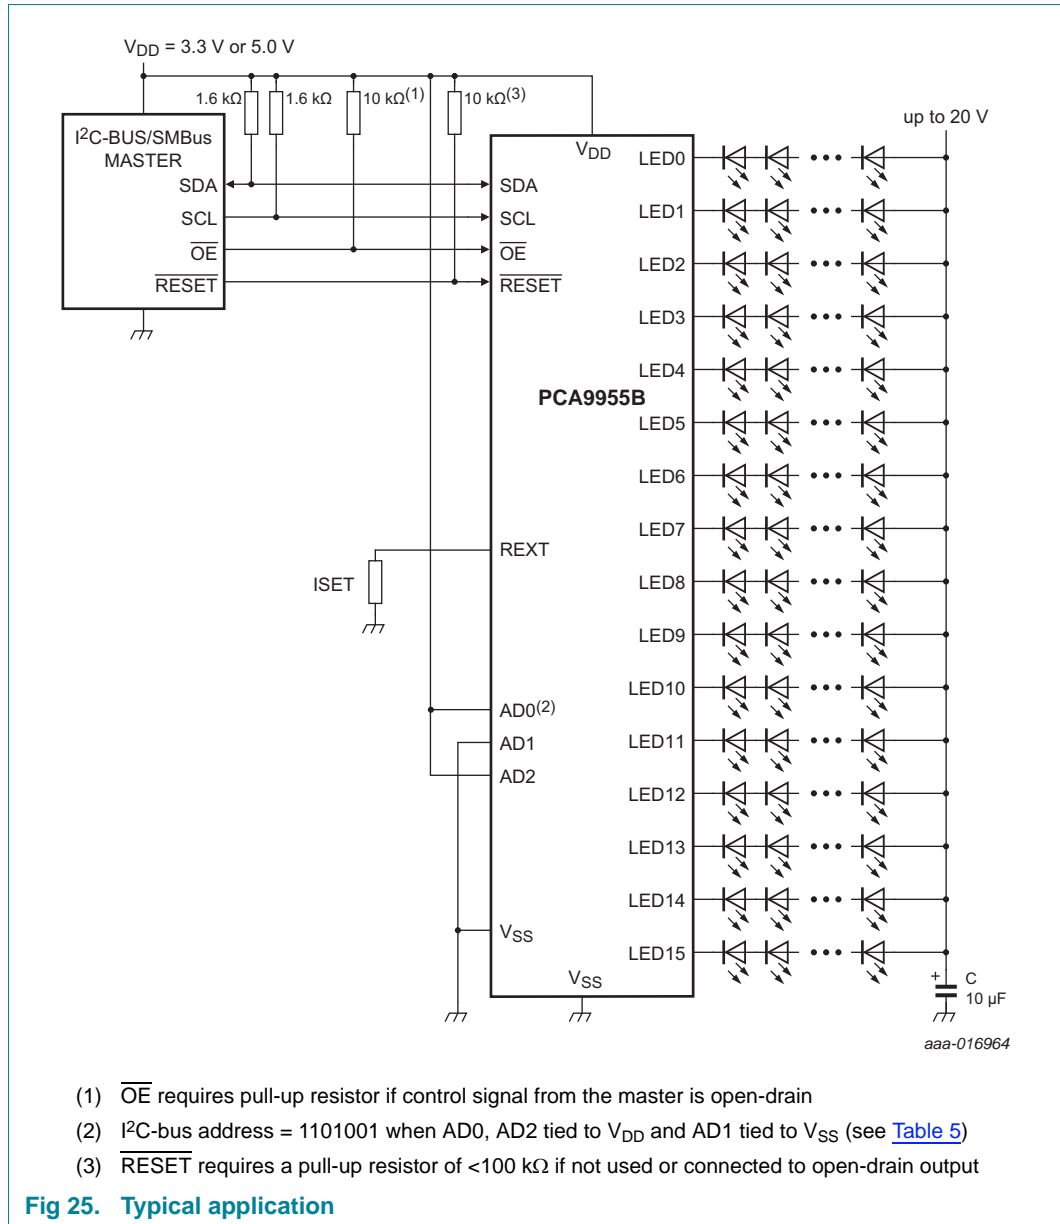 V_DD = 3.3 V or 5.0 V
1.6 kΩ
1.6 kΩ
10 kΩ(1)
10 kΩ(3)
I²C-BUS/SMBus
MASTER
SDA
SCL
OE
RESET
V_DD
SDA
SCL
OE
RESET
PCA9955B
REXT
ISET
AD0(2)
AD1
AD2
V_SS
V_SS
LED0
LED1
LED2
LED3
LED4
LED5
LED6
LED7
LED8
LED9
LED10
LED11
LED12
LED13
LED14
LED15
up to 20 V
+
C
10 μF
aaa-016964
(1) OE requires pull-up resistor if control signal from the master is open-drain
(2) I²C-bus address = 1101001 when AD0, AD2 tied to V_DD and AD1 tied to V_SS (see Table 5)
(3) RESET requires a pull-up resistor of <100 kΩ if not used or connected to open-drain output
Fig 25. Typical application